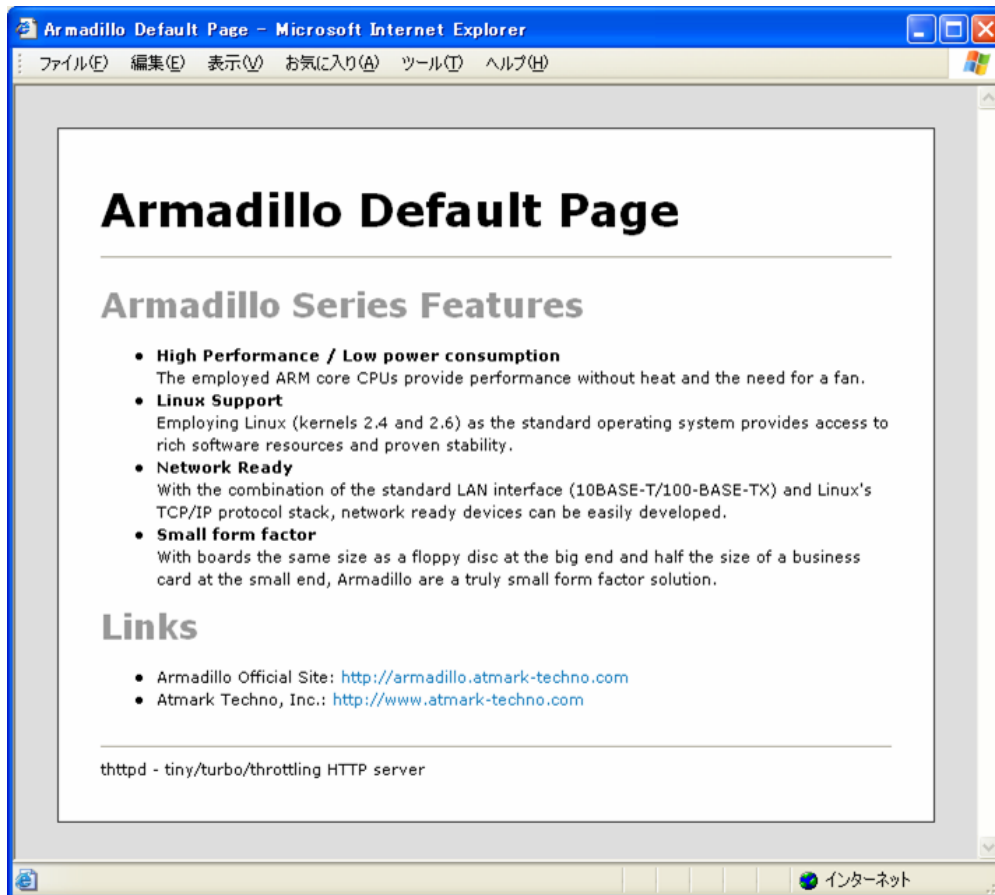 Armadillo Default Page - Microsoft Internet Explorer
ファイル(F) 編集(E) 表示(V) お気に入り(A) ツール(T) ヘルプ(H)
Armadillo Default Page
Armadillo Series Features
● High Performance / Low power consumption
The employed ARM core CPUs provide performance without heat and the need for a fan.
● Linux Support
Employing Linux (kernels 2.4 and 2.6) as the standard operating system provides access to
rich software resources and proven stability.
● Network Ready
With the combination of the standard LAN interface (10BASE-T/100-BASE-TX) and Linux's
TCP/IP protocol stack, network ready devices can be easily developed.
● Small form factor
With boards the same size as a floppy disc at the big end and half the size of a business
card at the small end, Armadillo are a truly small form factor solution.
Links
● Armadillo Official Site: http://armadillo.atmark-techno.com
● Atmark Techno, Inc.: http://www.atmark-techno.com
thttpd - tiny/turbo/throttling HTTP server
インターネット